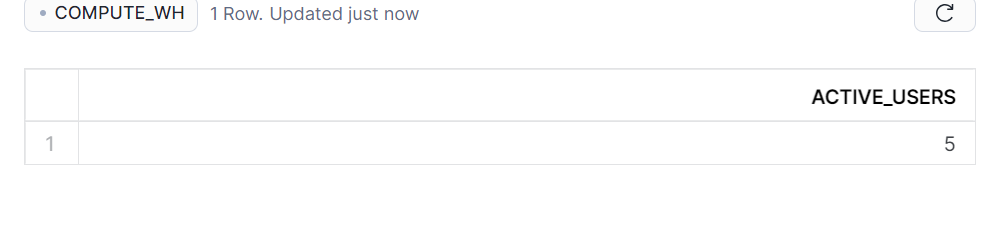 COMPUTE_WH 1 Row. Updated just now
ACTIVE_USERS
1 5